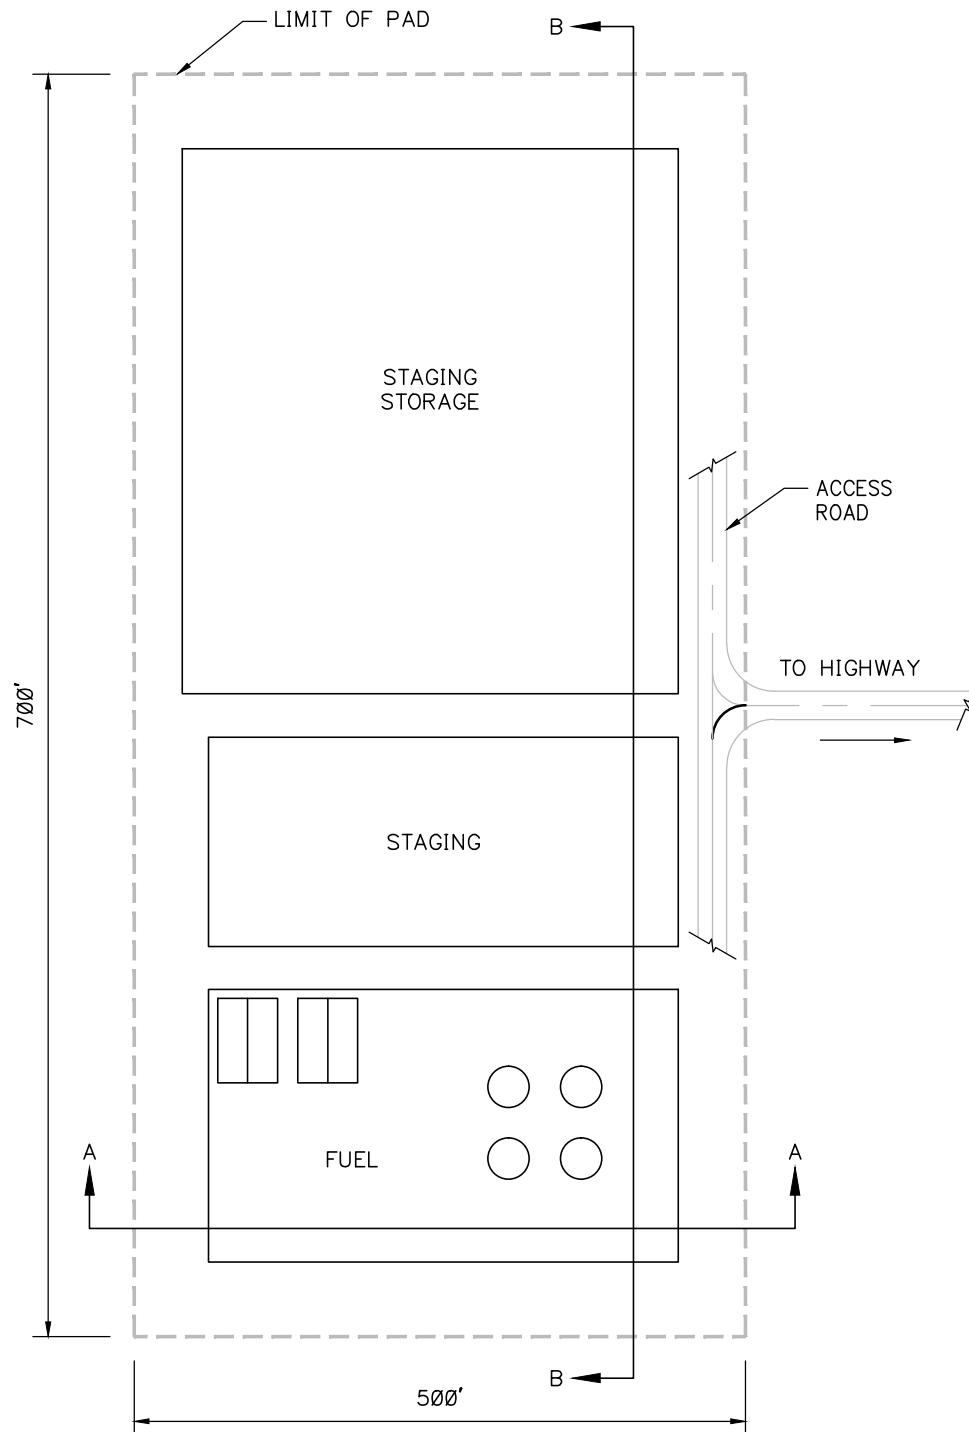 LIMIT OF PAD
B
STAGING
STORAGE
ACCESS
ROAD
TO HIGHWAY
700'
STAGING
A
FUEL
A
B
500'